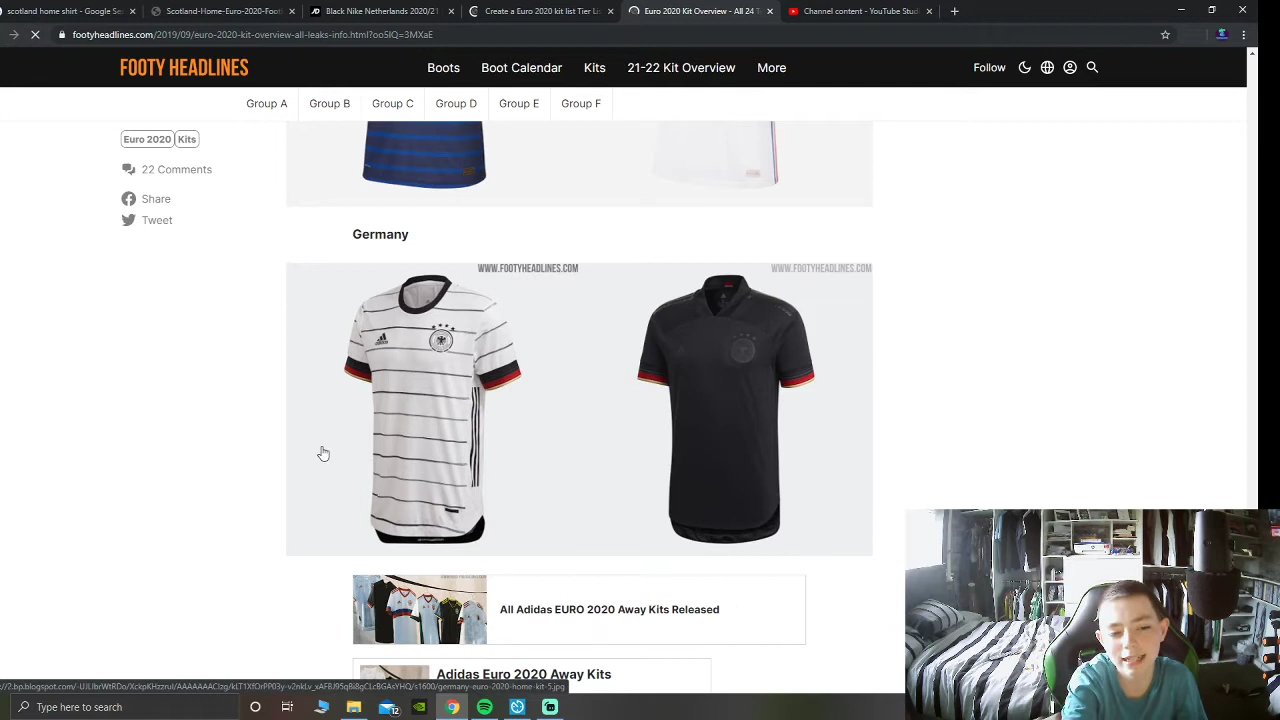 scotland home shirt - Google Se
Scotland-Home-Euro-2020-Foot
Black Nike Netherlands 2020/21
Create a Euro 2020 kit list Tier Lis
Euro 2020 Kit Overview - All 24 T
Channel content - YouTube Studi
footyheadlines.com/2019/09/euro-2020-kit-overview-all-leaks-info.html?oo5IQ=3MXaE
FOOTY HEADLINES
Boots
Boot Calendar
Kits
21-22 Kit Overview
More
Follow
Group A
Group B
Group C
Group D
Group E
Group F
Euro 2020
Kits
22 Comments
Share
Tweet
Germany
WWW.FOOTYHEADLINES.COM
WWW.FOOTYHEADLINES.COM
All Adidas EURO 2020 Away Kits Released
Adidas Euro 2020 Away Kits
Type here to search
12